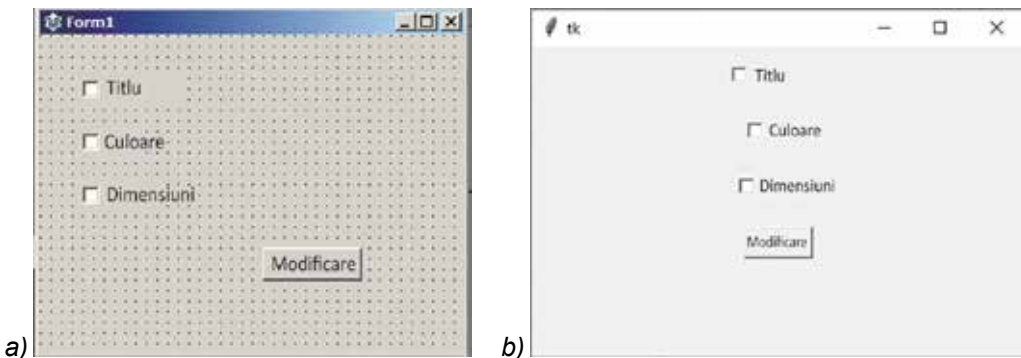 Form1
Titlu
Culoare
Dimensiuni
Modificare
a)
tk
Titlu
Culoare
Dimensiuni
Modificare
b)